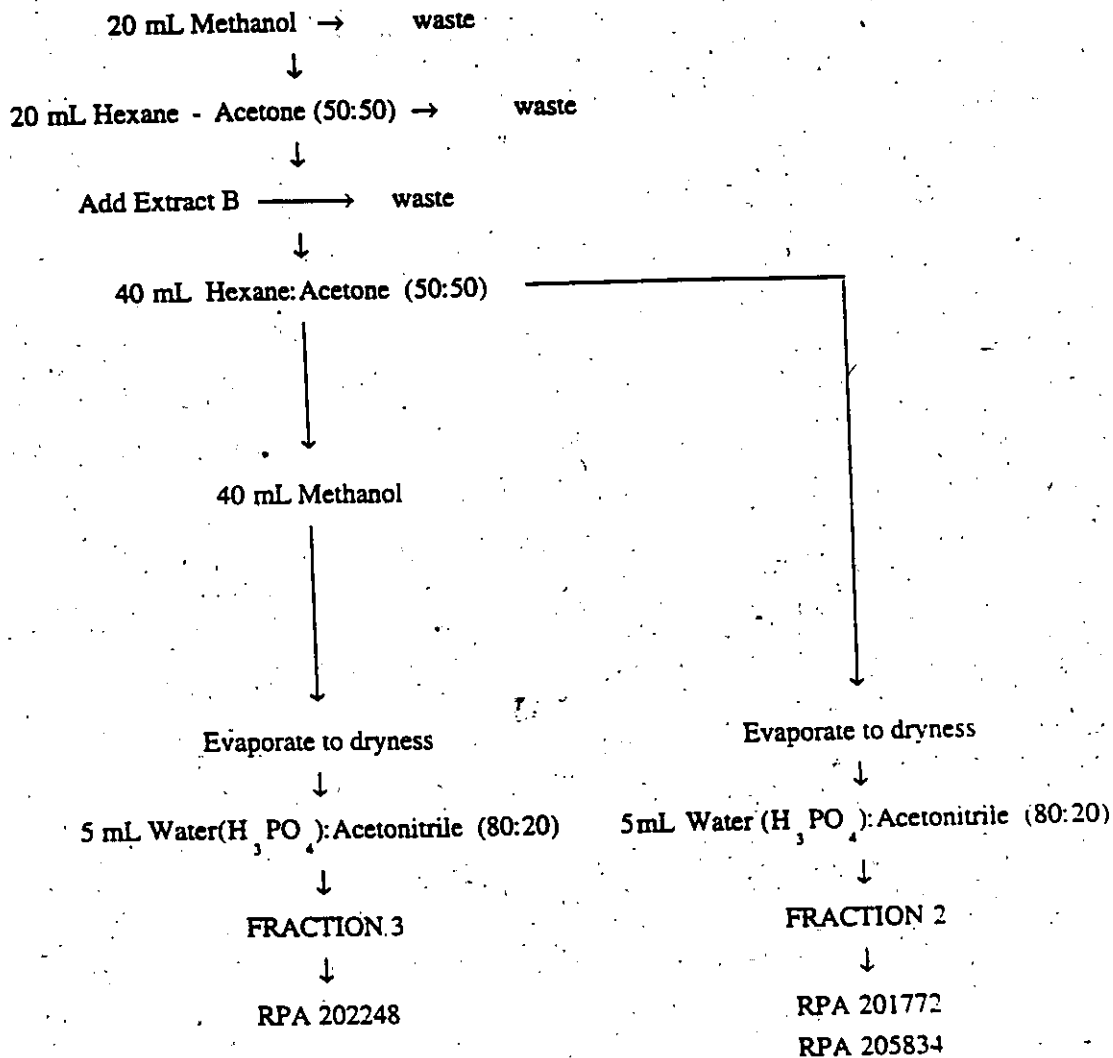 20 mL Methanol → waste
↓
20 mL Hexane - Acetone (50:50) → waste
↓
Add Extract B → waste
↓
40 mL Hexane:Acetone (50:50)
↓
40 mL Methanol
↓
Evaporate to dryness
↓
5 mL Water(H₃PO₄):Acetonitrile (80:20)
↓
FRACTION 3
↓
RPA 202248
Evaporate to dryness
↓
5mL Water (H₃PO₄):Acetonitrile (80:20)
↓
FRACTION 2
↓
RPA 201772
RPA 205834